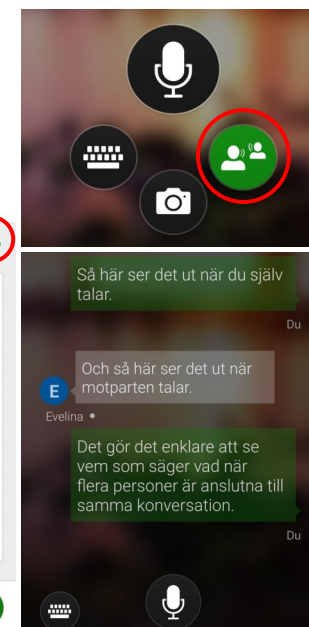 Så här ser det ut när du själv
talar.
Du
Och så här ser det ut när
motparten talar.
E
Evelina
Det gör det enklare att se
vem som säger vad när
flera personer är anslutna till
samma konversation.
Du